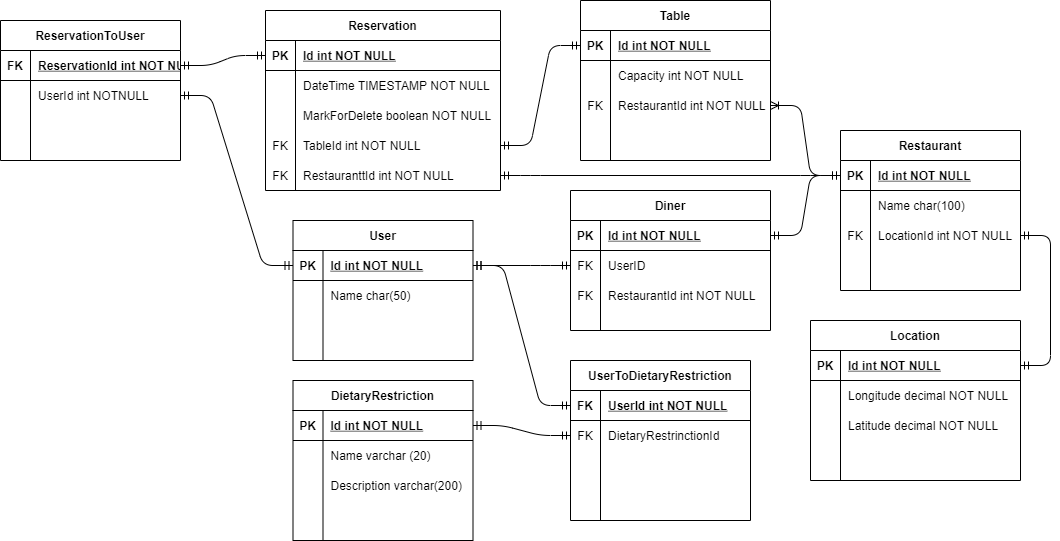 ReservationToUser
FK ReservationId int NOT NU
UserId int NOTNULL
Reservation
PK Id int NOT NULL
DateTime TIMESTAMP NOT NULL
MarkForDelete boolean NOT NULL
FK TableId int NOT NULL
FK RestauranttId int NOT NULL
Table
PK Id int NOT NULL
Capacity int NOT NULL
FK RestaurantId int NOT NULL
Restaurant
PK Id int NOT NULL
Name char(100)
FK LocationId int NOT NULL
User
PK Id int NOT NULL
Name char(50)
Diner
PK Id int NOT NULL
FK UserID
FK RestaurantId int NOT NULL
Location
PK Id int NOT NULL
Longitude decimal NOT NULL
Latitude decimal NOT NULL
DietaryRestriction
PK Id int NOT NULL
Name varchar (20)
Description varchar(200)
UserToDietaryRestriction
FK UserId int NOT NULL
FK DietaryRestrinctionId